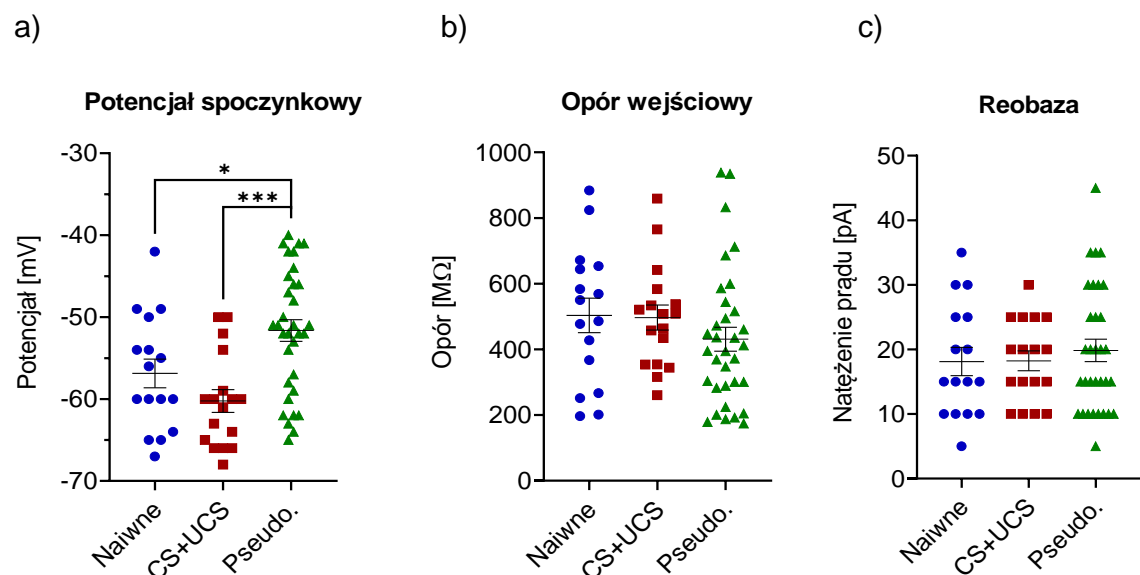 a)
b)
c)
Potencjał spoczynkowy
Potencjał [mV]
-30
-40
-50
-60
-70
*
***
Naiwne
CS+UCS
Pseudo.
Opór wejściowy
Opór [MΩ]
1000
800
600
400
200
0
Naiwne
CS+UCS
Pseudo.
Reobaza
Natężenie prądu [pA]
50
40
30
20
10
0
Naiwne
CS+UCS
Pseudo.